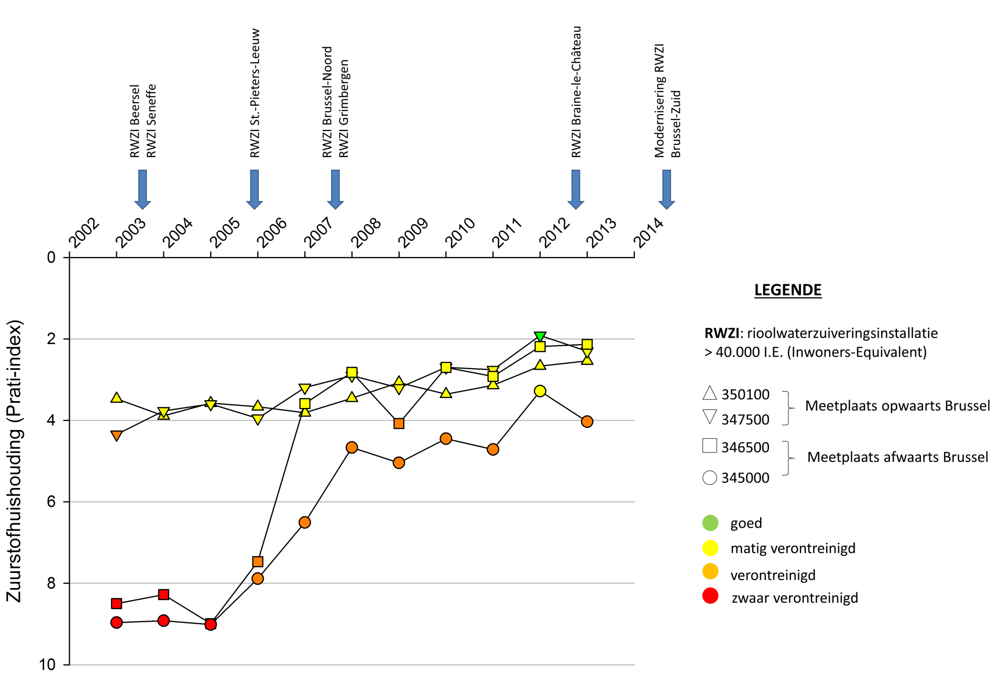 RWZI Beersel
RWZI Seneffe
RWZI St.-Pieters-Leeuw
RWZI Brussel-Noord
RWZI Grimbergen
RWZI Braine-le-Château
Modernisering RWZI
Brussel-Zuid
2002
2003
2004
2005
2006
2007
2008
2009
2010
2011
2012
2013
2014
0
2
4
6
8
10
Zuurstofhuishouding (Prati-index)
LEGENDE
RWZI: rioolwaterzuiveringsinstallatie
> 40.000 I.E. (Inwoners-Equivalent)
350100
347500
Meetplaats opwaarts Brussel
346500
345000
Meetplaats afwaarts Brussel
goed
matig verontreinigd
verontreinigd
zwaar verontreinigd